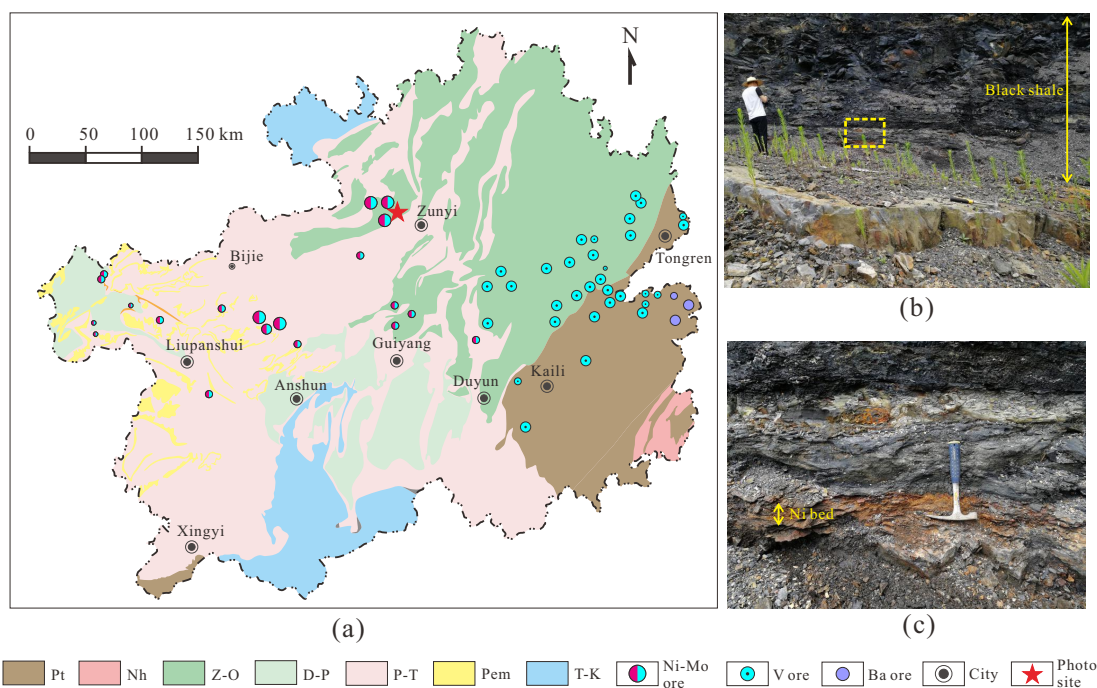 N
0 50 100 150 km
Zunyi
Bijie
Tongren
Liupanshui
Guiyang
Anshun
Duyun
Kaili
Xingyi
(a)
Black shale
(b)
Ni bed
(c)
Pt
Nh
Z-O
D-P
P-T
Pem
T-K
Ni-Mo
ore
V ore
Ba ore
City
Photo
site